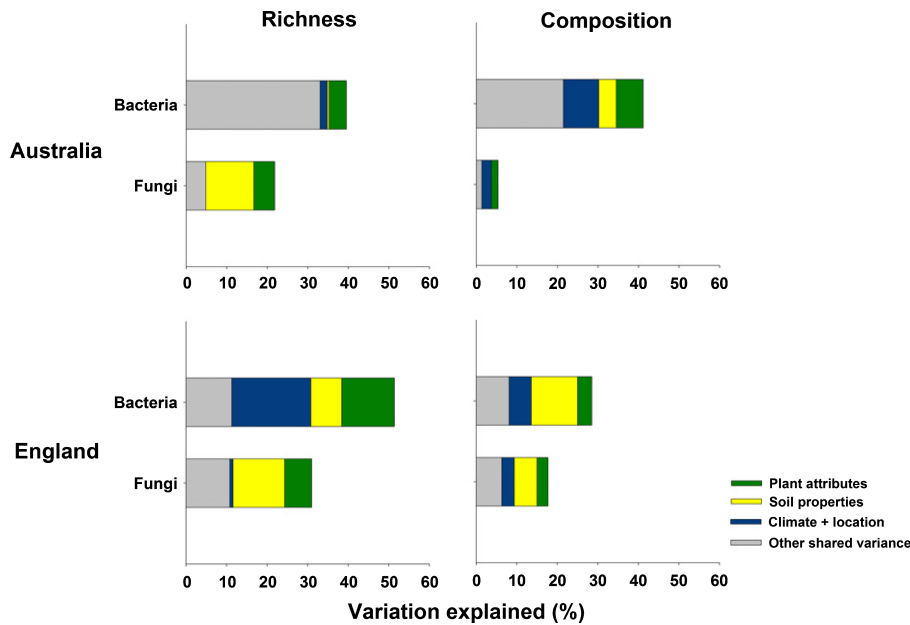 Richness
Composition
Bacteria
Australia
Fungi
0 10 20 30 40 50 60
0 10 20 30 40 50 60
Bacteria
England
Fungi
Plant attributes
Soil properties
Climate + location
Other shared variance
0 10 20 30 40 50 60
0 10 20 30 40 50 60
Variation explained (%)